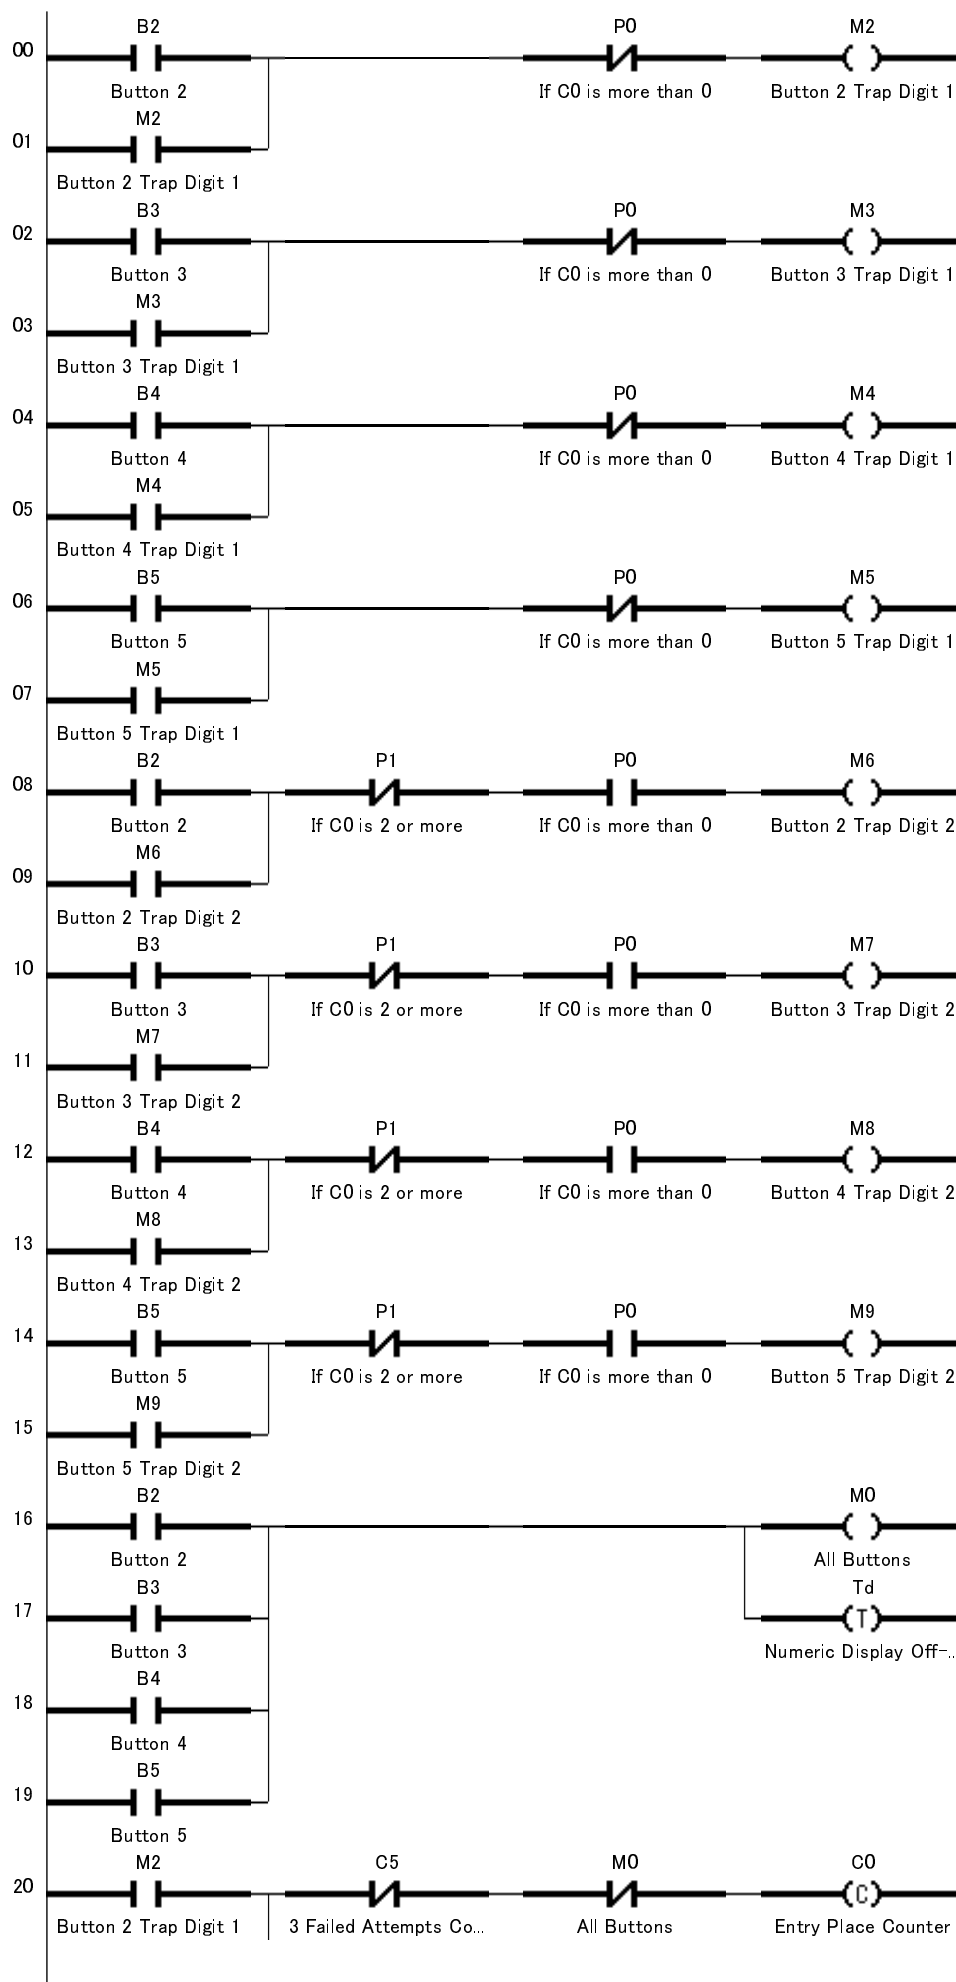 B2 P0 M2
00
Button 2 If C0 is more than 0 Button 2 Trap Digit 1
M2
01
Button 2 Trap Digit 1
B3 P0 M3
02
Button 3 If C0 is more than 0 Button 3 Trap Digit 1
M3
03
Button 3 Trap Digit 1
B4 P0 M4
04
Button 4 If C0 is more than 0 Button 4 Trap Digit 1
M4
05
Button 4 Trap Digit 1
B5 P0 M5
06
Button 5 If C0 is more than 0 Button 5 Trap Digit 1
M5
07
Button 5 Trap Digit 1
B2 P1 P0 M6
08
Button 2 If C0 is 2 or more If C0 is more than 0 Button 2 Trap Digit 2
M6
09
Button 2 Trap Digit 2
B3 P1 P0 M7
10
Button 3 If C0 is 2 or more If C0 is more than 0 Button 3 Trap Digit 2
M7
11
Button 3 Trap Digit 2
B4 P1 P0 M8
12
Button 4 If C0 is 2 or more If C0 is more than 0 Button 4 Trap Digit 2
M8
13
Button 4 Trap Digit 2
B5 P1 P0 M9
14
Button 5 If C0 is 2 or more If C0 is more than 0 Button 5 Trap Digit 2
M9
15
Button 5 Trap Digit 2
B2 M0
16
Button 2 All Buttons
B3 Td
17 T
Button 3 Numeric Display Off-...
B4
18
Button 4
B5
19
Button 5
M2 C5 M0 C0
20 C
Button 2 Trap Digit 1 3 Failed Attempts Co... All Buttons Entry Place Counter